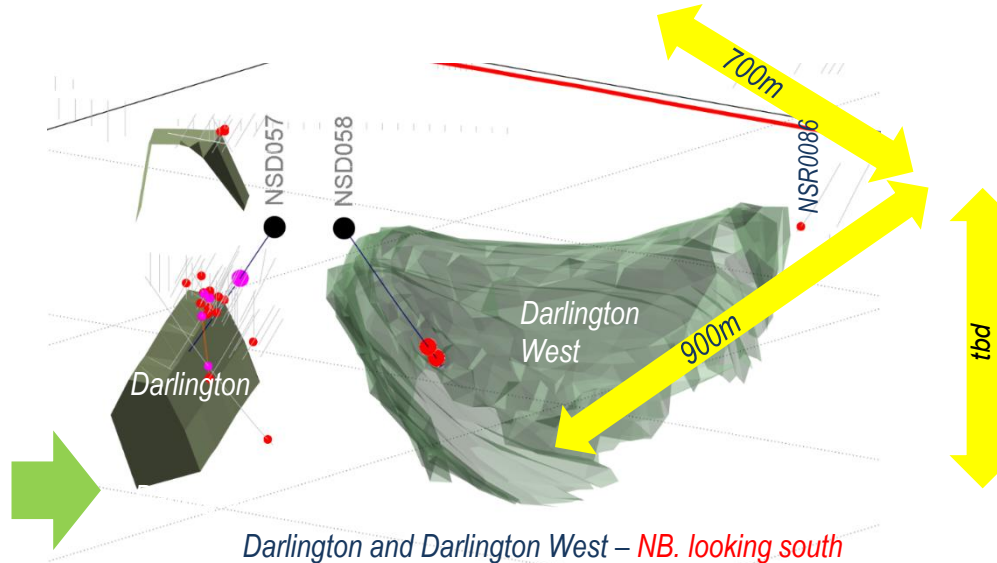 700m
NSD057
NSD058
NSR0086
Darlington
West
900m
tbd
Darlington
Darlington and Darlington West – NB. looking south